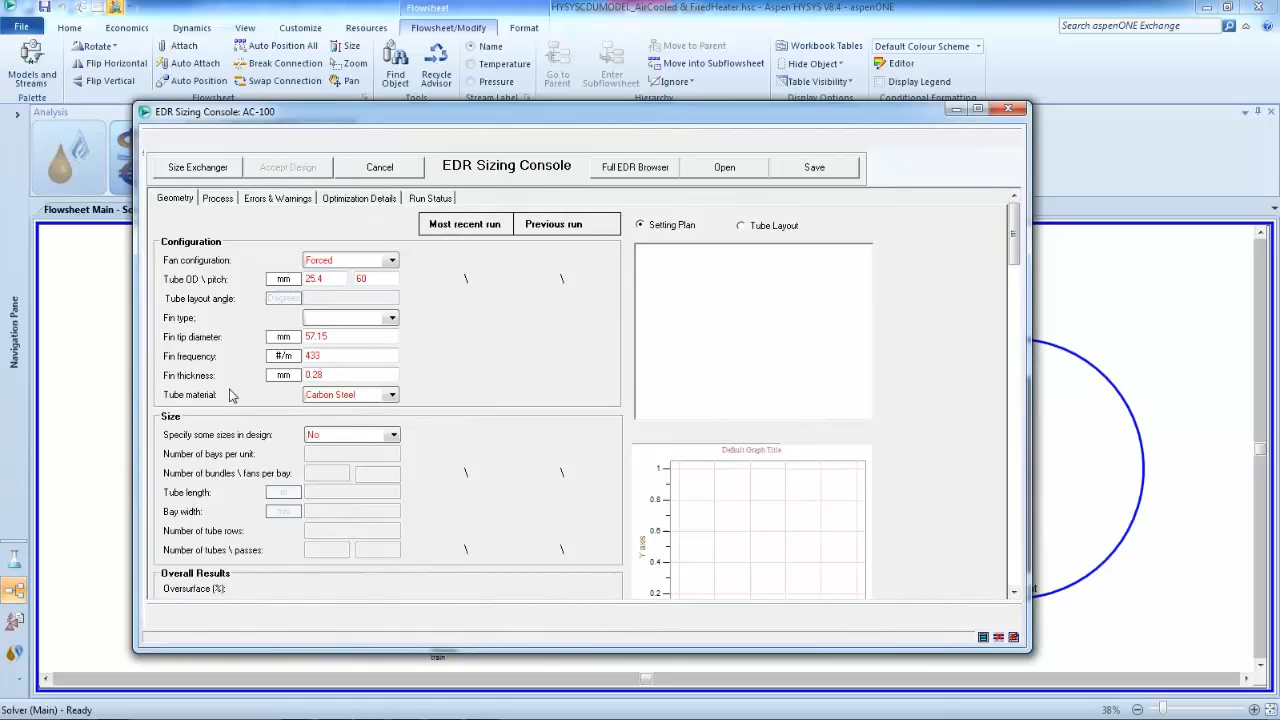 Flowsheet
HYSYSCDUMODEL_AirCooled & FiredHeater.hsc - Aspen HYSYS V8.4 - aspenONE
File Home Economics Dynamics View Customize Resources Flowsheet/Modify Format
Search aspenONE Exchange
Models and Streams
Palette
Rotate
Flip Horizontal
Flip Vertical
Attach
Auto Attach
Auto Position
Auto Position All
Break Connection
Swap Connection
Size
Zoom
Pan
Flowsheet
Find Object
Recycle Advisor
Tools
Name
Temperature
Pressure
Stream Label
Go to Parent
Enter Subflowsheet
Move to Parent
Move into Subflowsheet
Ignore
Hierarchy
Workbook Tables
Hide Object
Table Visibility
Display Options
Default Colour Scheme
Editor
Display Legend
Conditional Formatting
Analysis
EDR Sizing Console: AC-100
Flowsheet Main - So
Navigation Pane
Size Exchanger Accept Design Cancel EDR Sizing Console Full EDR Browser Open Save
Geometry Process Errors & Warnings Optimization Details Run Status
Most recent run Previous run Setting Plan Tube Layout
Configuration
Fan configuration: Forced
Tube OD \ pitch: mm 25.4 60 \ \
Tube layout angle: Degrees
Fin type:
Fin tip diameter: mm 57.15
Fin frequency: #/m 433
Fin thickness: mm 0.28
Tube material: Carbon Steel
Size
Specify some sizes in design: No
Number of bays per unit:
Number of bundles \ fans per bay: \ \
Tube length: m
Bay width: mm
Number of tube rows:
Number of tubes \ passes: \ \
Overall Results
Oversurface (%):
Default Graph Title
1
0.8
0.6
0.4
0.2
Y axis
train
Solver (Main) - Ready
38%